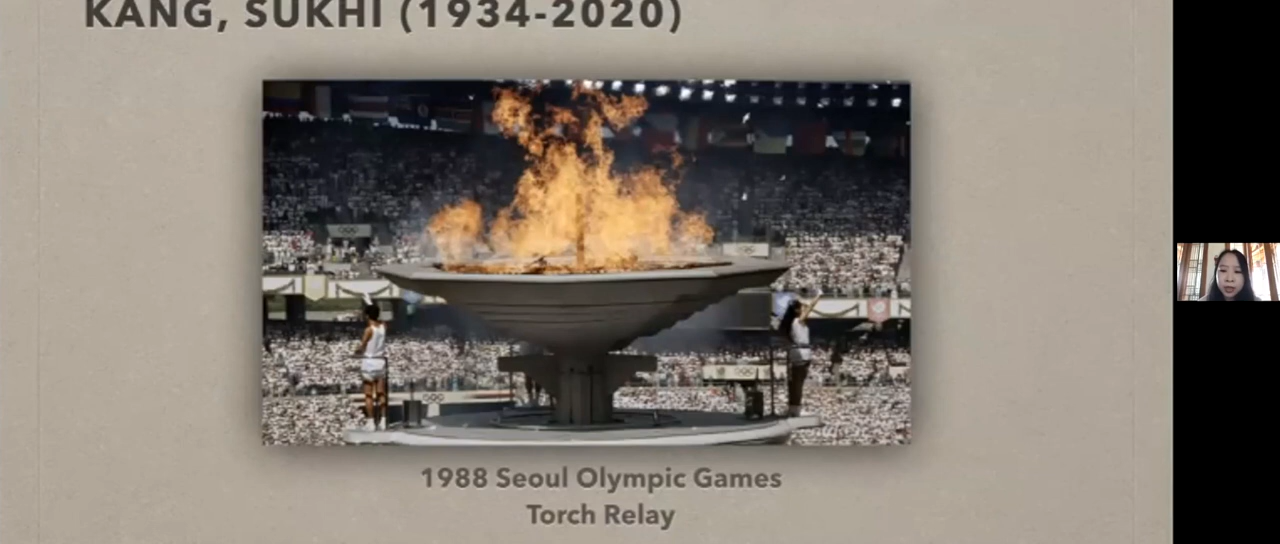 KANG, SUKHI (1934-2020)
1988 Seoul Olympic Games
Torch Relay